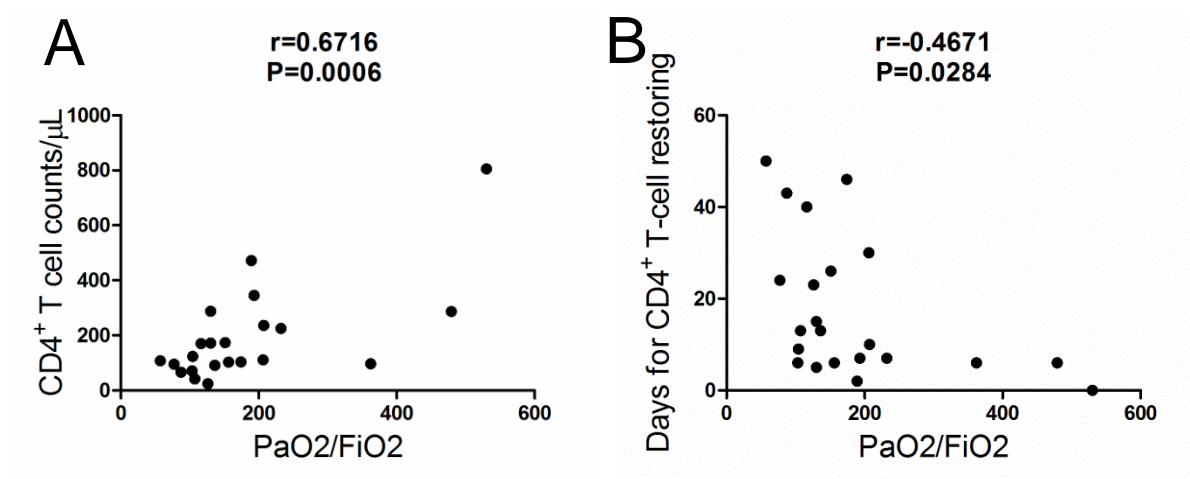 A
r=0.6716
P=0.0006
CD4+ T cell counts/μL
1000
800
600
400
200
0
0 200 400 600
PaO2/FiO2
B
r=-0.4671
P=0.0284
Days for CD4+ T-cell restoring
60
40
20
0
0 200 400 600
PaO2/FiO2